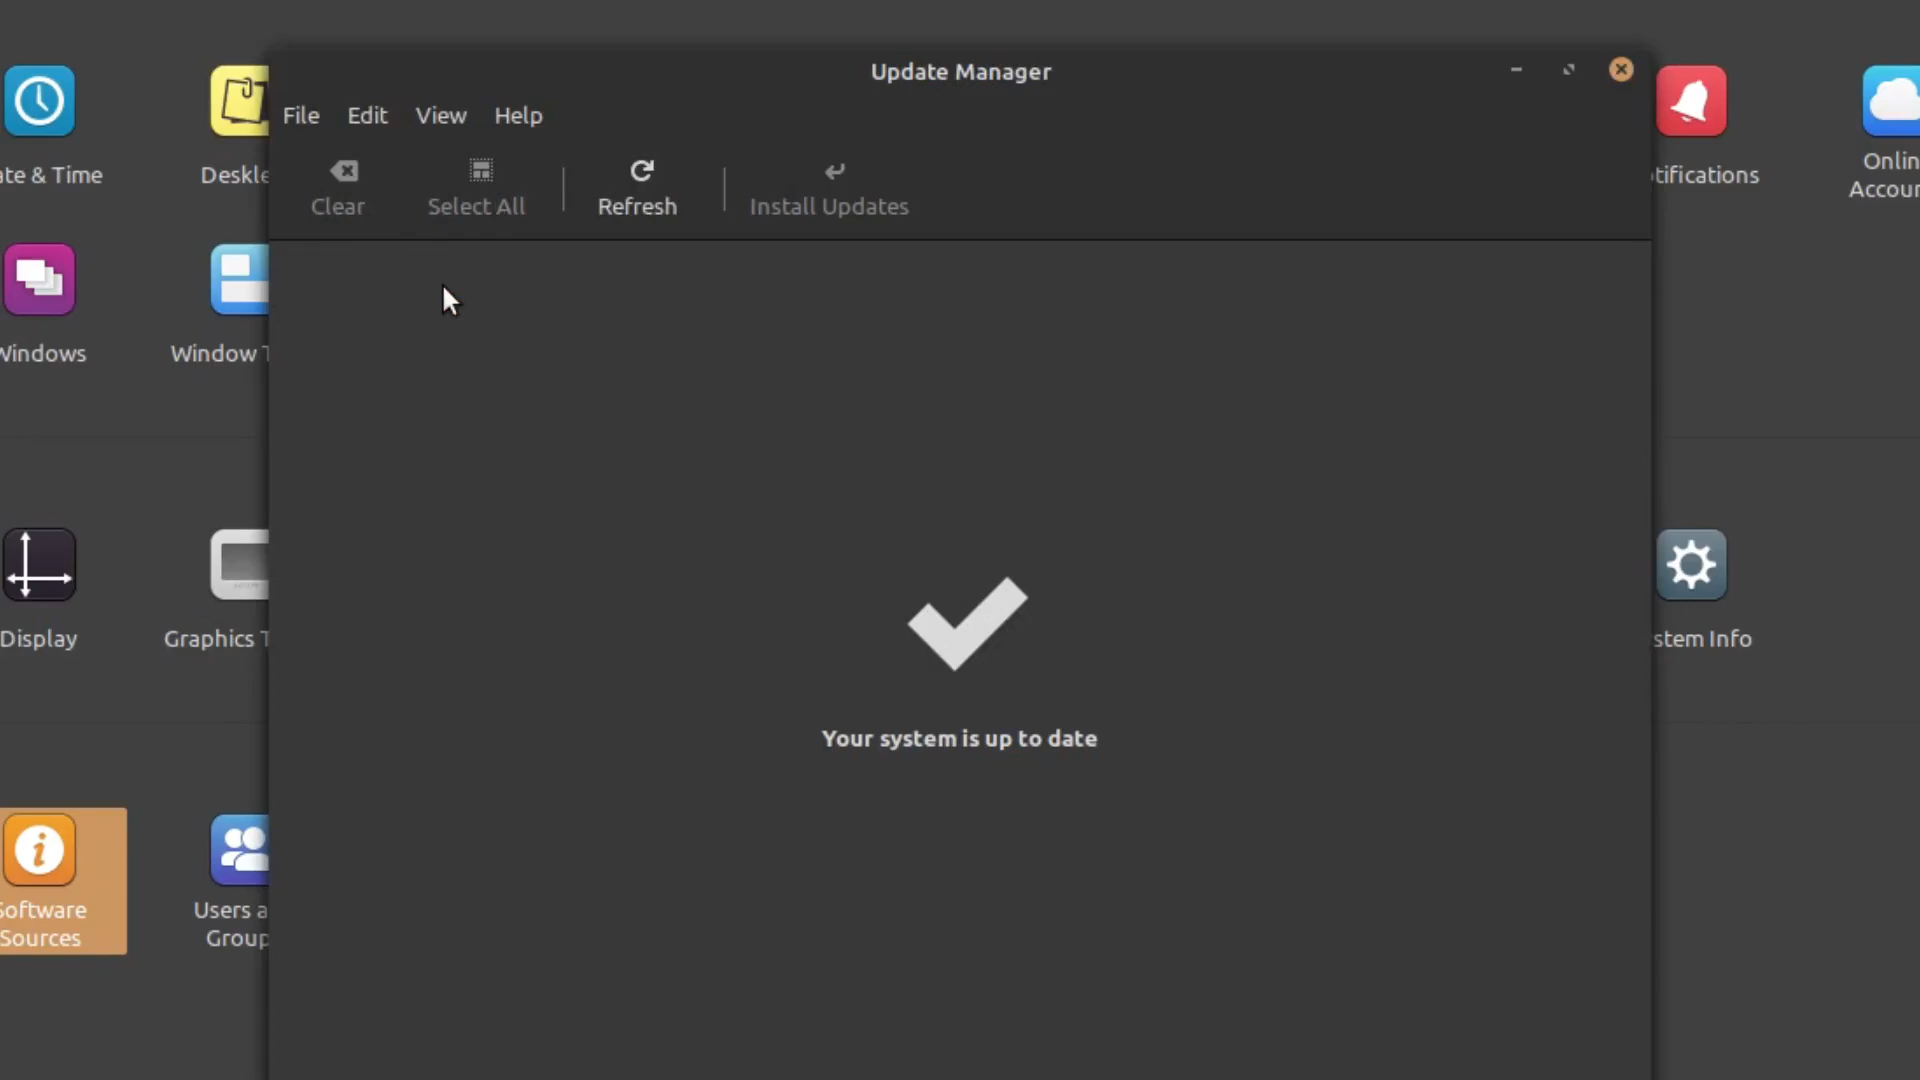 Update Manager
File Edit View Help
Clear Select All Refresh Install Updates
Your system is up to date
ate & Time
Deskle
tifications
Onlin
Accour
Windows
Window T
Display
Graphics T
stem Info
Software
Sources
Users a
Group